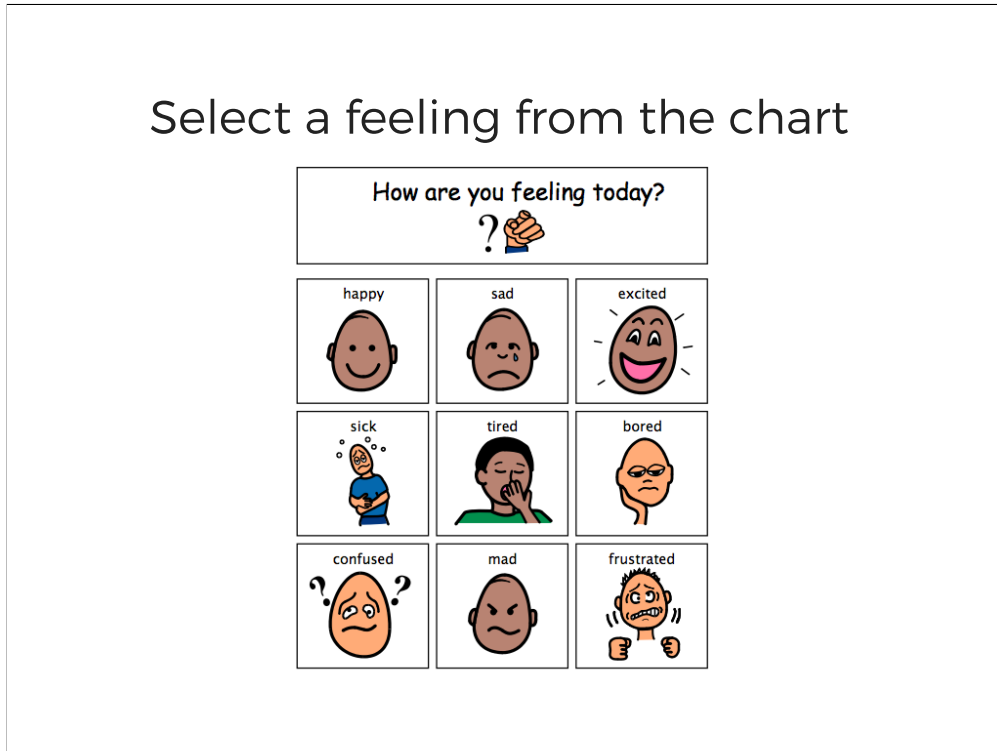 Select a feeling from the chart
How are you feeling today?
?
happy
sad
excited
sick
tired
bored
confused
mad
frustrated
? ?